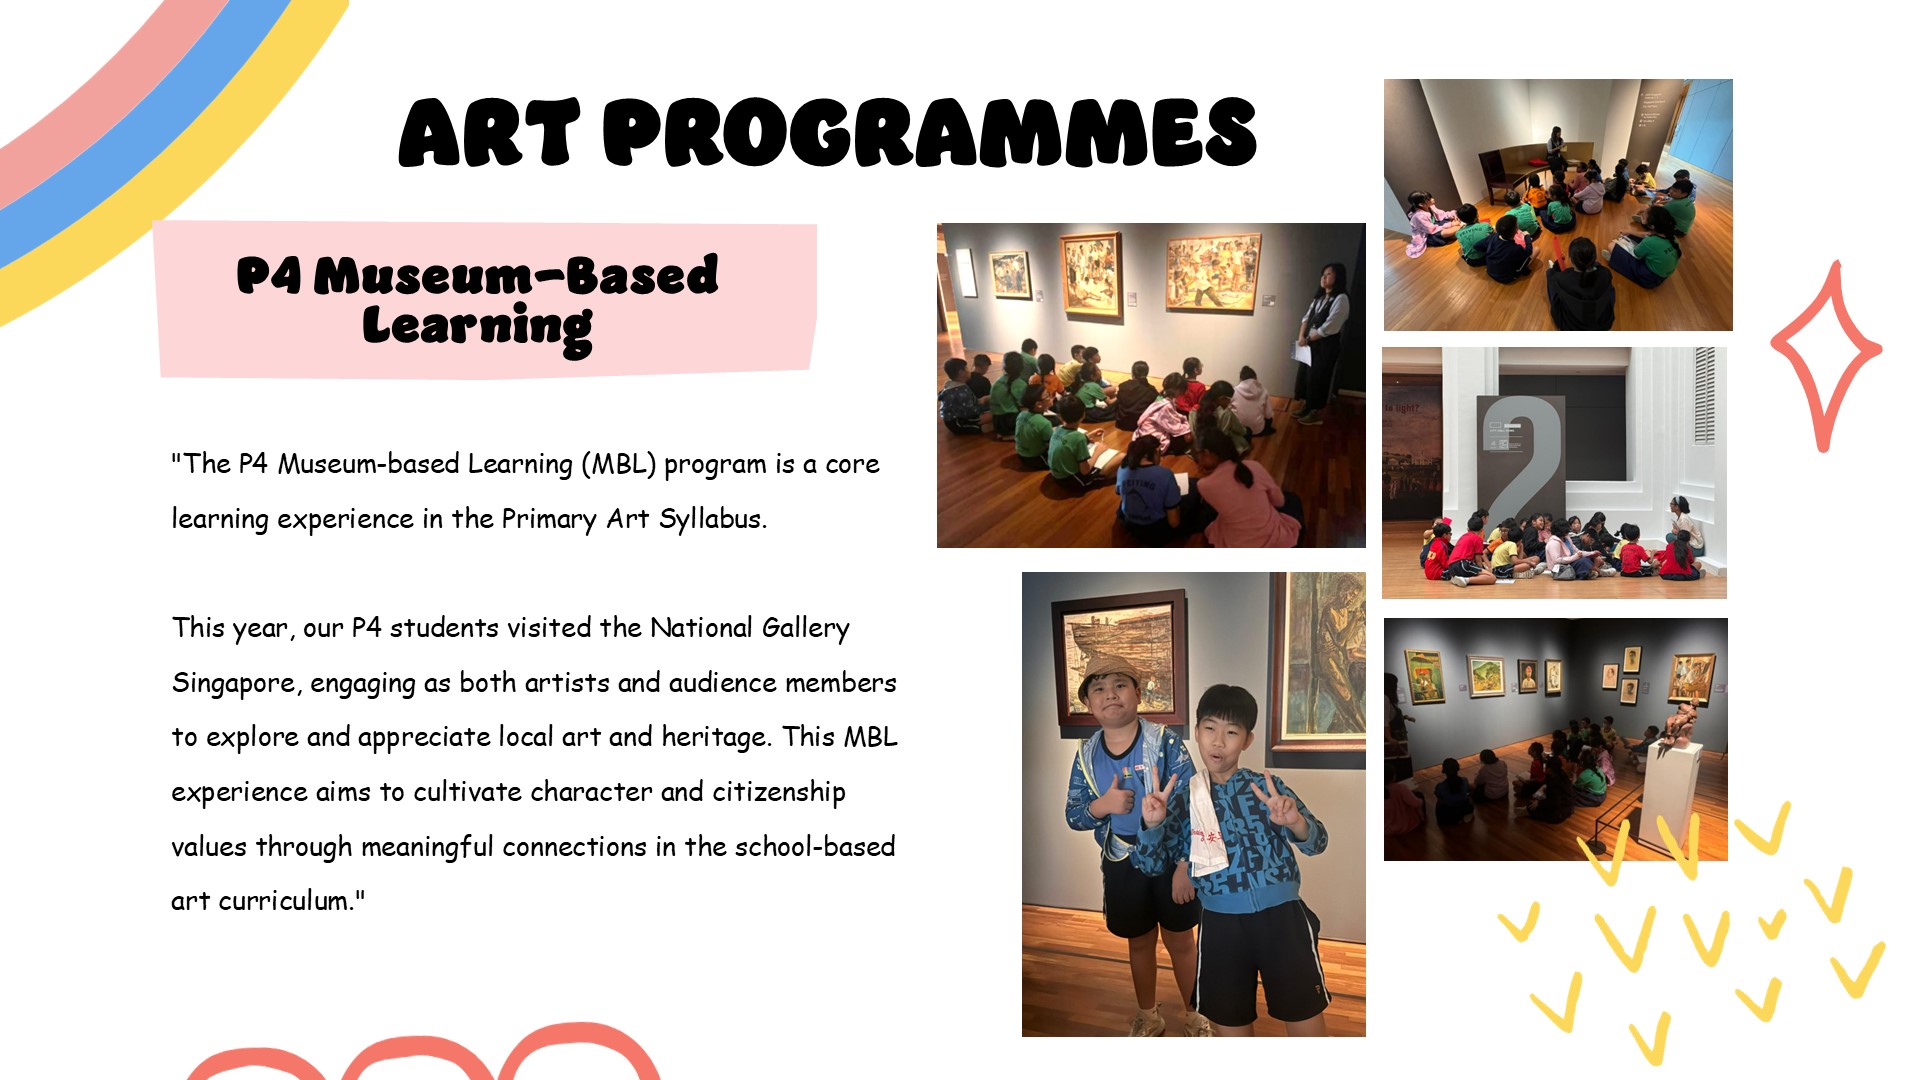 ART PROGRAMMES
P4 Museum-Based
Learning
"The P4 Museum-based Learning (MBL) program is a core
learning experience in the Primary Art Syllabus.
This year, our P4 students visited the National Gallery
Singapore, engaging as both artists and audience members
to explore and appreciate local art and heritage. This MBL
experience aims to cultivate character and citizenship
values through meaningful connections in the school-based
art curriculum."
to light?
2